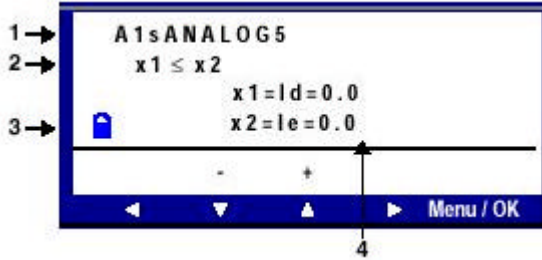 1 A1sANALOG5
2 x1 ≤ x2
x1=Id=0.0
3 x2=Ie=0.0
- +
Menu / OK
4